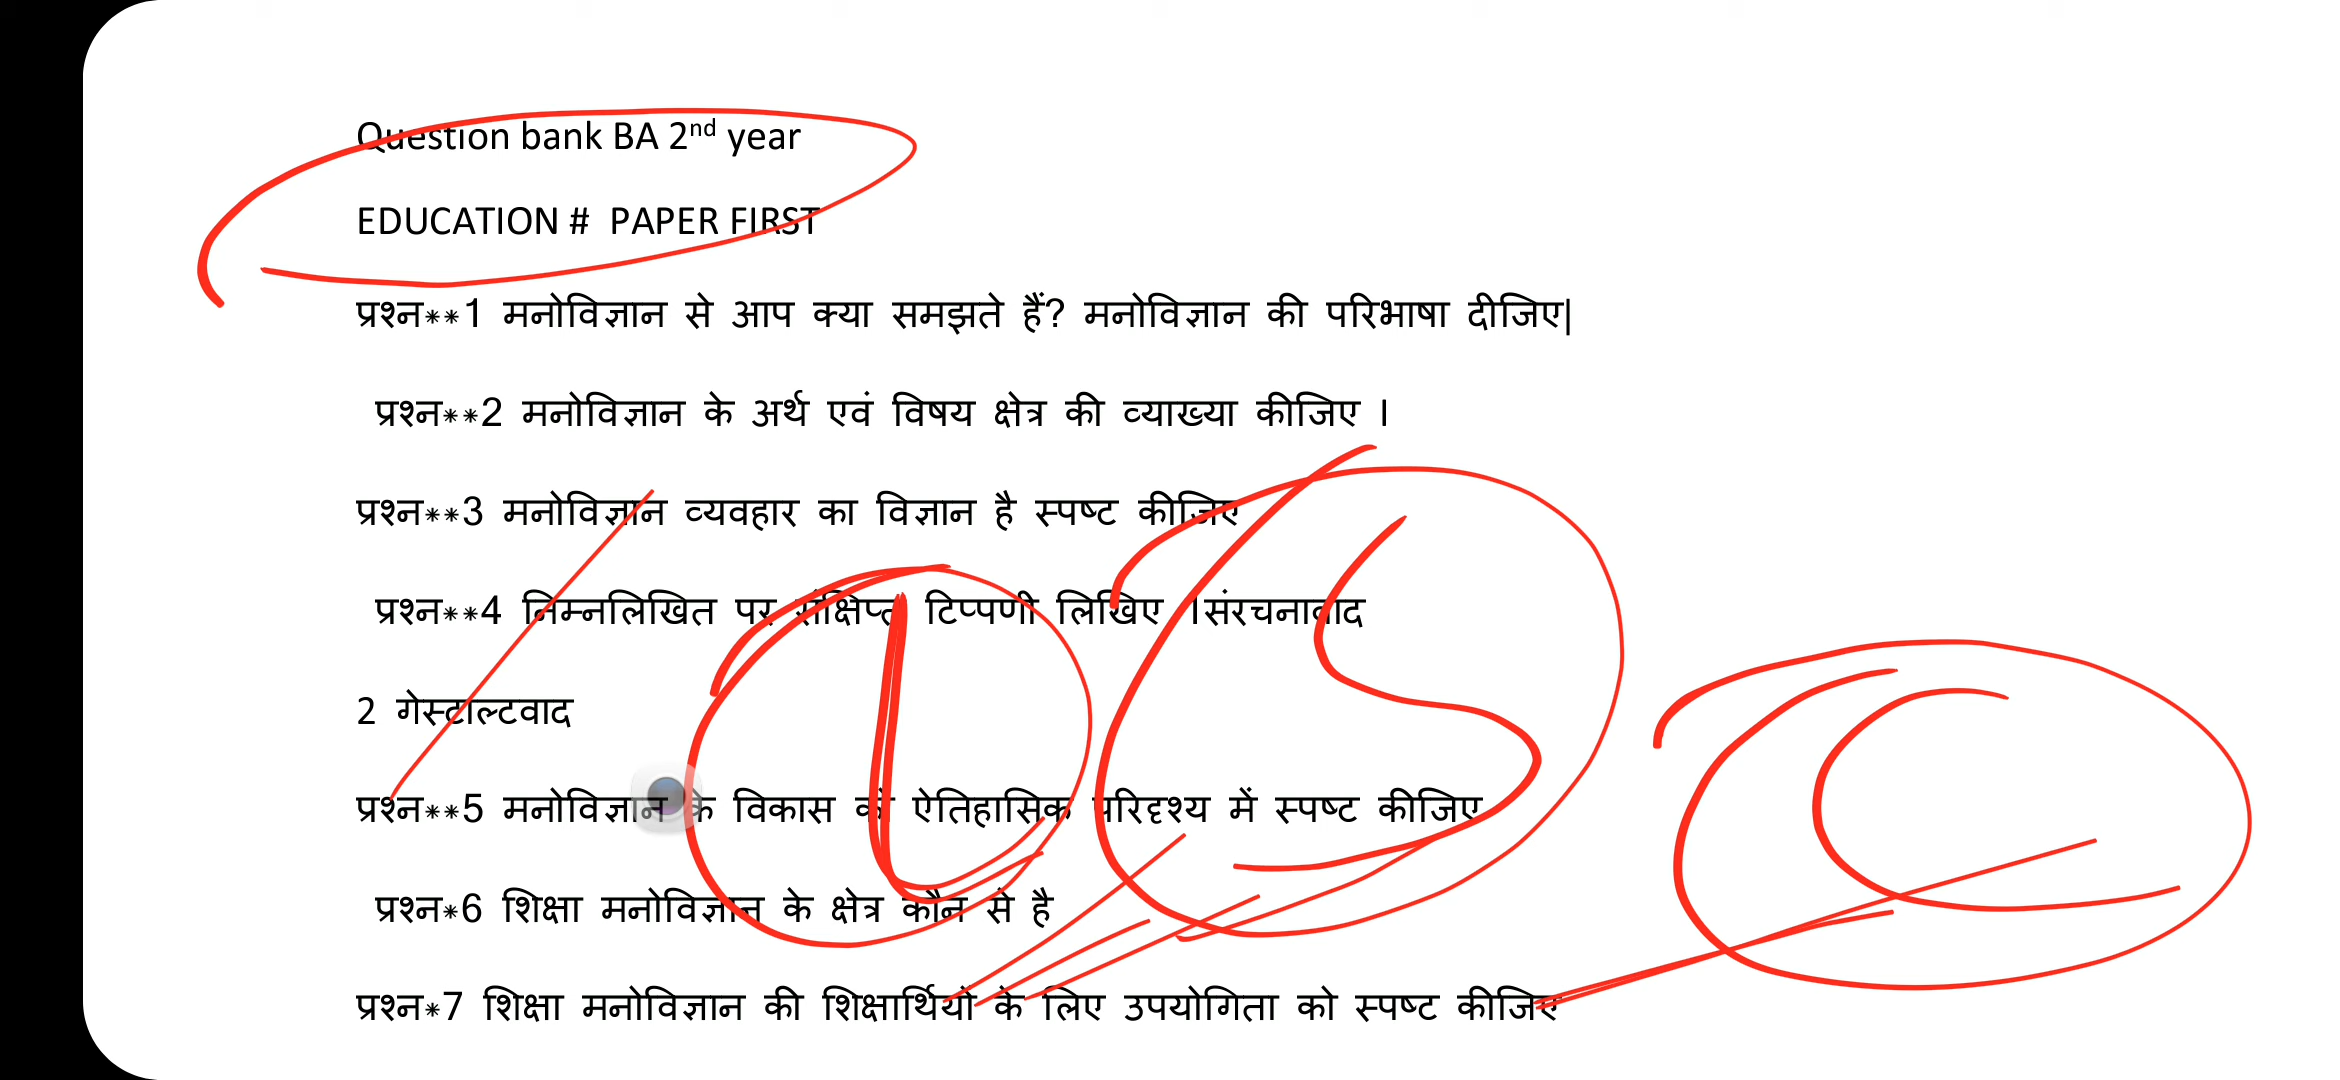 Question bank BA 2nd year
EDUCATION # PAPER FIRST
प्रश्न**1 मनोविज्ञान से आप क्या समझते हैं? मनोविज्ञान की परिभाषा दीजिए|
प्रश्न**2 मनोविज्ञान के अर्थ एवं विषय क्षेत्र की व्याख्या कीजिए ।
प्रश्न**3 मनोविज्ञान व्यवहार का विज्ञान है स्पष्ट कीजिए
प्रश्न**4 निम्नलिखित पर संक्षिप्त टिप्पणी लिखिए ।संरचनावाद
2 गेस्टाल्टवाद
प्रश्न**5 मनोविज्ञान के विकास को ऐतिहासिक परिदृश्य में स्पष्ट कीजिए
प्रश्न*6 शिक्षा मनोविज्ञान के क्षेत्र कौन से है
प्रश्न*7 शिक्षा मनोविज्ञान की शिक्षार्थियों के लिए उपयोगिता को स्पष्ट कीजिए